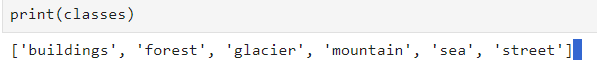 print(classes)
['buildings', 'forest', 'glacier', 'mountain', 'sea', 'street']